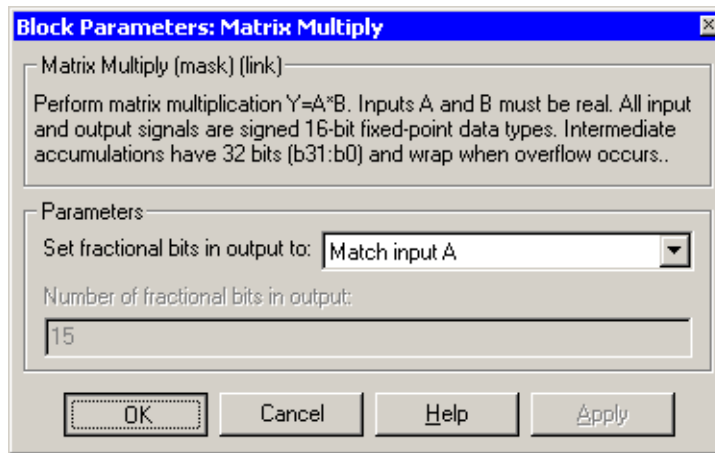 Block Parameters: Matrix Multiply
Matrix Multiply (mask) (link)
Perform matrix multiplication Y=A*B. Inputs A and B must be real. All input
and output signals are signed 16-bit fixed-point data types. Intermediate
accumulations have 32 bits (b31:b0) and wrap when overflow occurs..
Parameters
Set fractional bits in output to: Match input A
Number of fractional bits in output:
15
OK Cancel Help Apply